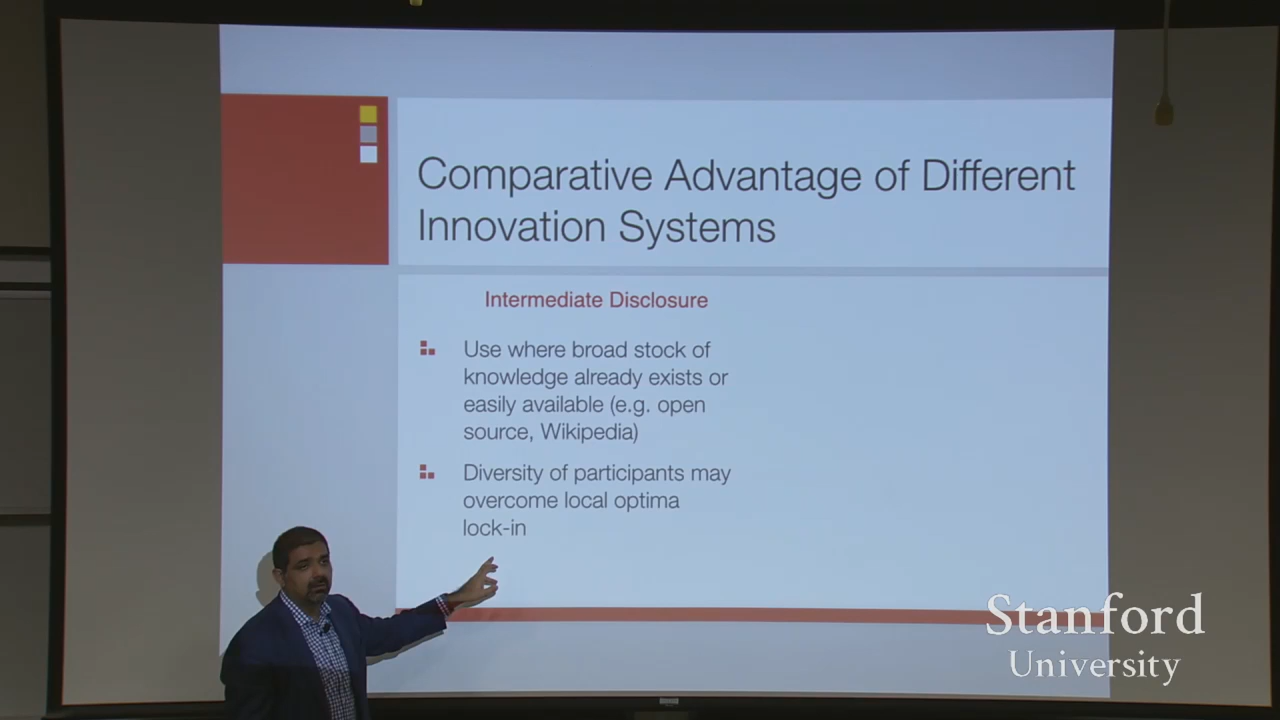 Comparative Advantage of Different
Innovation Systems
Intermediate Disclosure
Use where broad stock of
knowledge already exists or
easily available (e.g. open
source, Wikipedia)
Diversity of participants may
overcome local optima
lock-in
Stanford
University